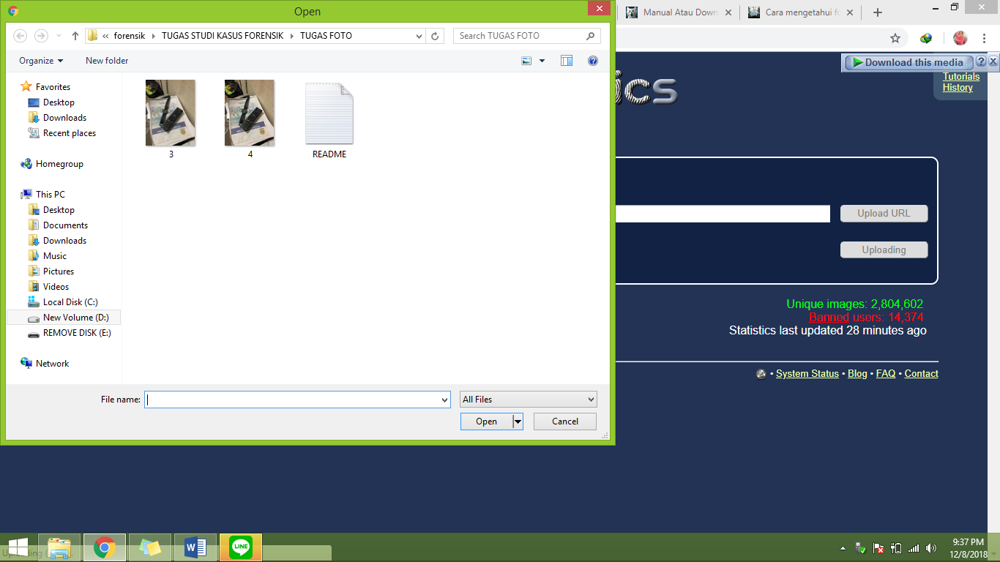 Open
Manual Atau Down
Cara mengetahui fo
forensik
TUGAS STUDI KASUS FORENSIK
TUGAS FOTO
Search TUGAS FOTO
Organize
New folder
Download this media
Tutorials
History
ics
Favorites
Desktop
Downloads
Recent places
Homegroup
This PC
Desktop
Documents
Downloads
Music
Pictures
Videos
Local Disk (C:)
New Volume (D:)
REMOVE DISK (E:)
Network
3
4
README
File name:
All Files
Open
Cancel
Upload URL
Uploading
Unique images: 2,804,602
Banned users: 14,374
Statistics last updated 28 minutes ago
• System Status • Blog • FAQ • Contact
LINE
9:37 PM
12/8/2018